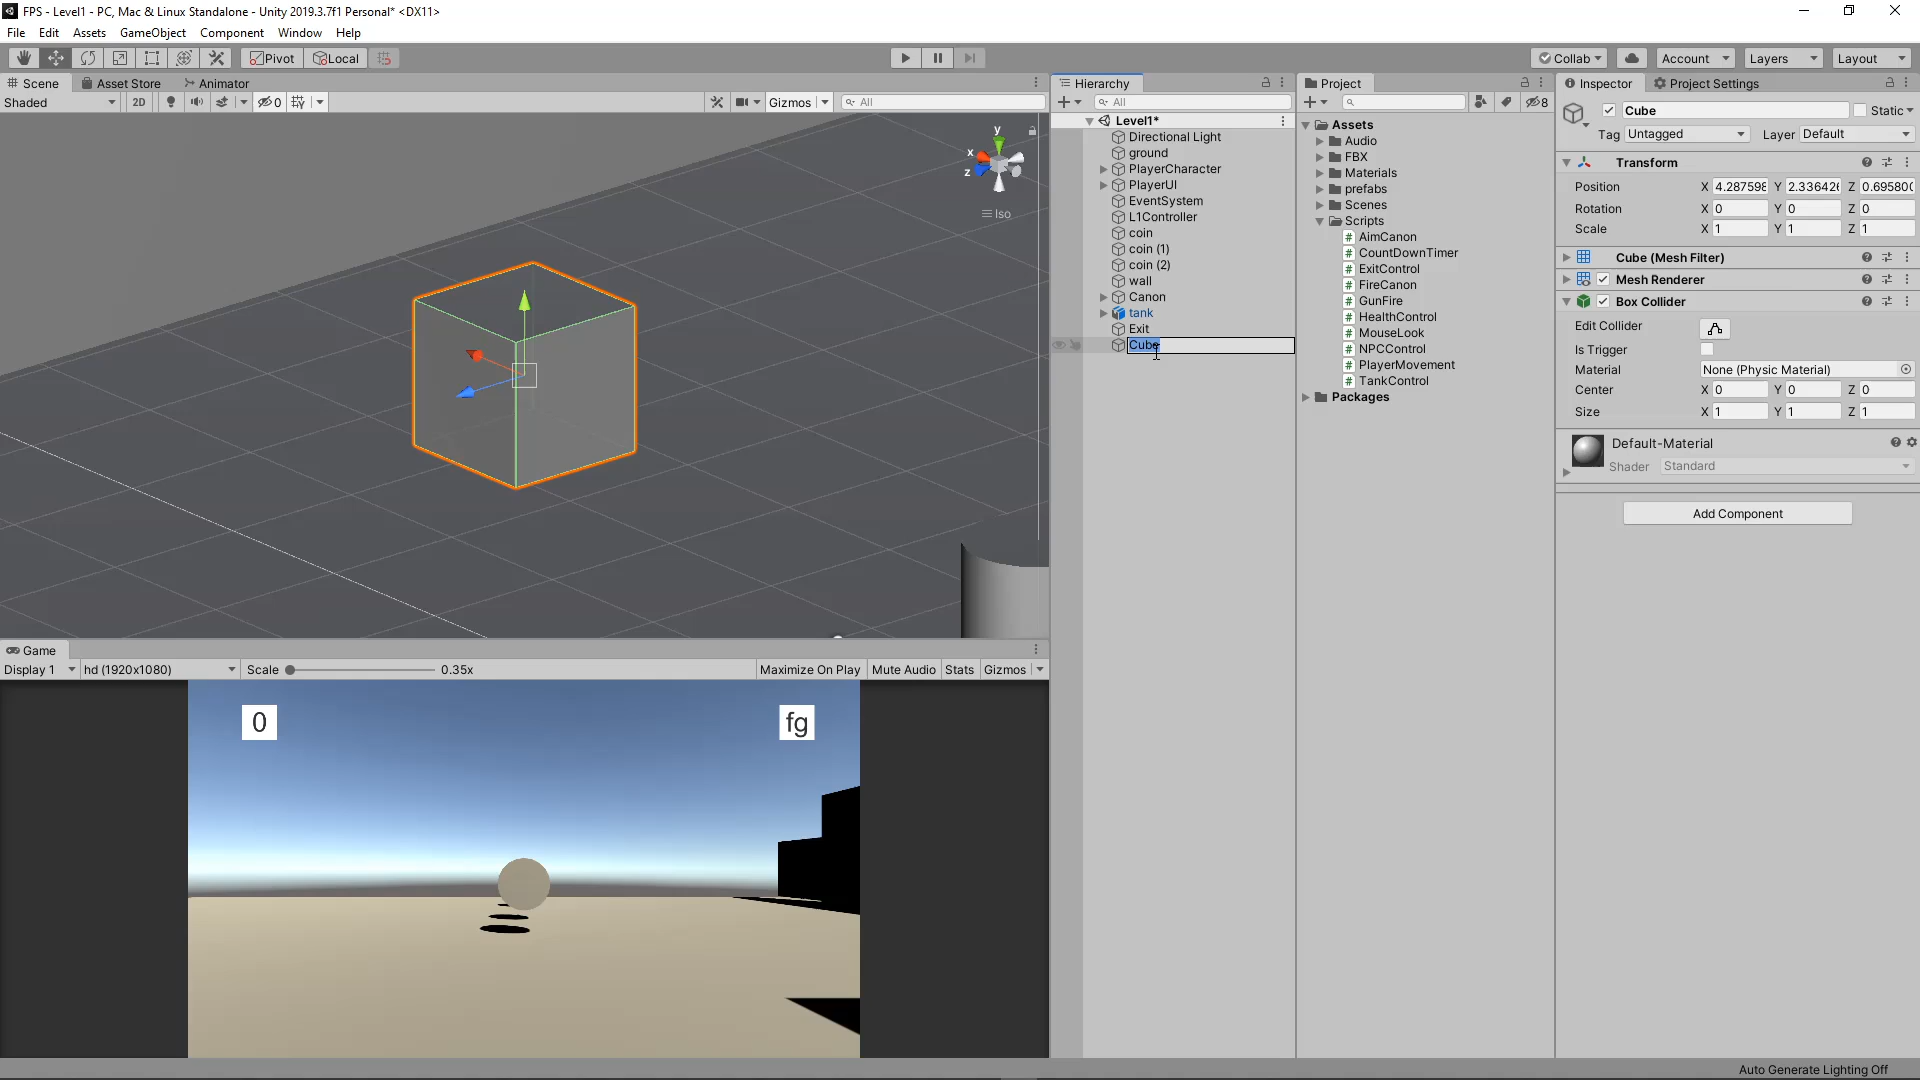 FPS - Level1 - PC, Mac & Linux Standalone - Unity 2019.3.7f1 Personal* <DX11>
File Edit Assets GameObject Component Window Help
Pivot Local Collab Account Layers Layout
Scene Asset Store Animator
Shaded 2D 0 Gizmos All
y
x
z
Iso
Game
Display 1 hd (1920x1080) Scale 0.35x Maximize On Play Mute Audio Stats Gizmos
0 fg
Hierarchy
All
Level1*
Directional Light
ground
PlayerCharacter
PlayerUI
EventSystem
L1Controller
coin
coin (1)
coin (2)
wall
Canon
tank
Exit
Cube
Project
8
Assets
Audio
FBX
Materials
prefabs
Scenes
Scripts
# AimCanon
# CountDownTimer
# ExitControl
# FireCanon
# GunFire
# HealthControl
# MouseLook
# NPCControl
# PlayerMovement
# TankControl
Packages
Inspector Project Settings
Cube Static
Tag Untagged Layer Default
Transform
Position X 4.287598 Y 2.336426 Z 0.695800
Rotation X 0 Y 0 Z 0
Scale X 1 Y 1 Z 1
Cube (Mesh Filter)
Mesh Renderer
Box Collider
Edit Collider
Is Trigger
Material None (Physic Material)
Center X 0 Y 0 Z 0
Size X 1 Y 1 Z 1
Default-Material
Shader Standard
Add Component
Auto Generate Lighting Off